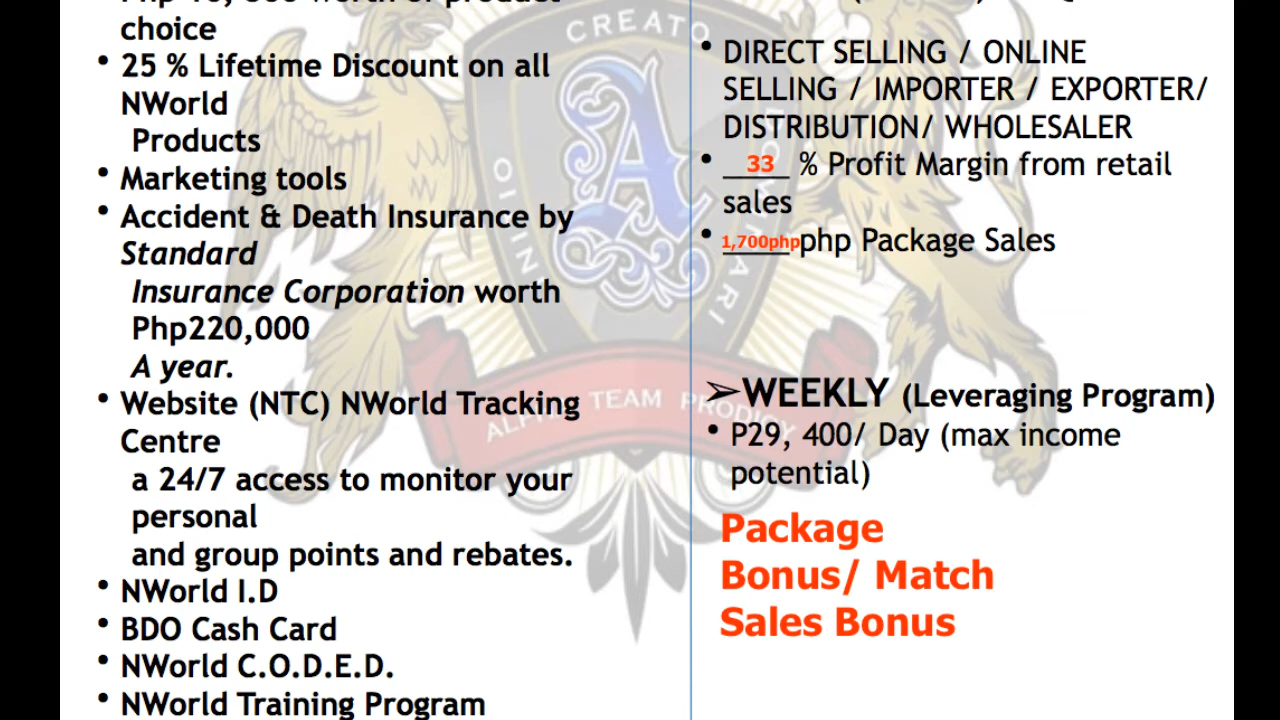 choice
• 25 % Lifetime Discount on all
NWorld
Products
• Marketing tools
• Accident & Death Insurance by
Standard
Insurance Corporation worth
Php220,000
A year.
• Website (NTC) NWorld Tracking
Centre
a 24/7 access to monitor your
personal
and group points and rebates.
• NWorld I.D
• BDO Cash Card
• NWorld C.O.D.E.D.
• NWorld Training Program
• DIRECT SELLING / ONLINE
SELLING / IMPORTER / EXPORTER/
DISTRIBUTION/ WHOLESALER
• 33 % Profit Margin from retail
sales
• 1,700phpphp Package Sales
➢WEEKLY (Leveraging Program)
• P29, 400/ Day (max income
potential)
Package
Bonus/ Match
Sales Bonus
CREATO
A
TEAM PRODIGY